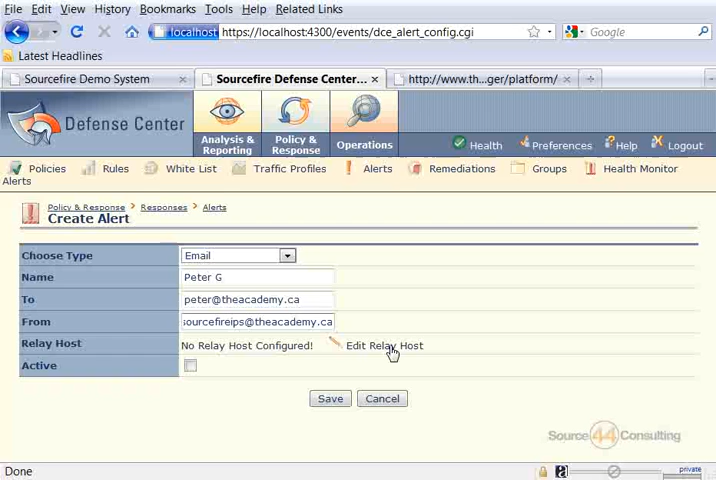 File Edit View History Bookmarks Tools Help Related Links
localhost https://localhost:4300/events/dce_alert_config.cgi Google
Latest Headlines
Sourcefire Demo System Sourcefire Defense Center... http://www.th...ger/platform/
Defense Center
Analysis & Reporting
Policy & Response
Operations
Health Preferences Help Logout
Policies Rules White List Traffic Profiles Alerts Remediations Groups Health Monitor
Alerts
Policy & Response > Responses > Alerts
Create Alert
Choose Type Email
Name Peter G
To peter@theacademy.ca
From sourcefireips@theacademy.ca
Relay Host No Relay Host Configured! Edit Relay Host
Active
Save Cancel
Source 44 Consulting
Done private